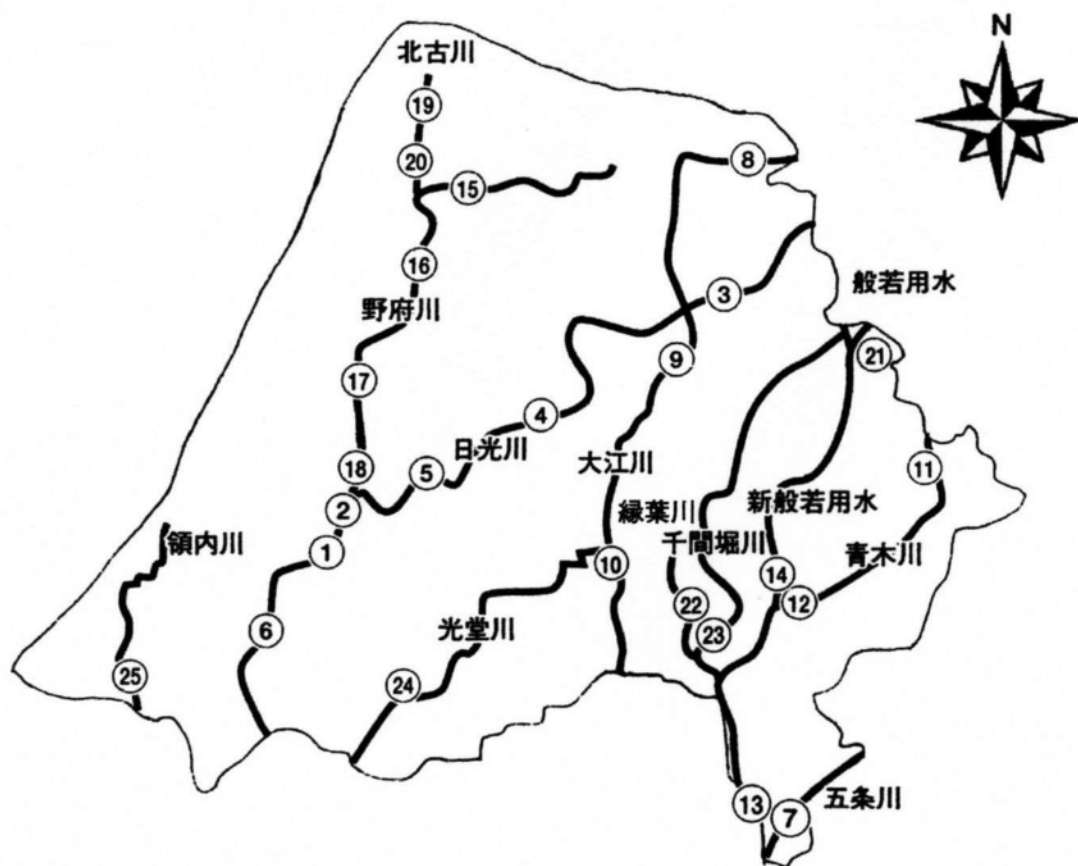 N
北古川
⑲
⑳
⑮
⑧
⑯
③
般若用水
野府川
㉑
⑨
⑰
④
日光川
大江川
⑪
⑱
⑤
緑葉川
新般若用水
②
領内川
千間堀川
①
青木川
⑩
⑭
⑫
㉒
⑥
光堂川
㉓
㉕
㉔
⑬
⑦
五条川